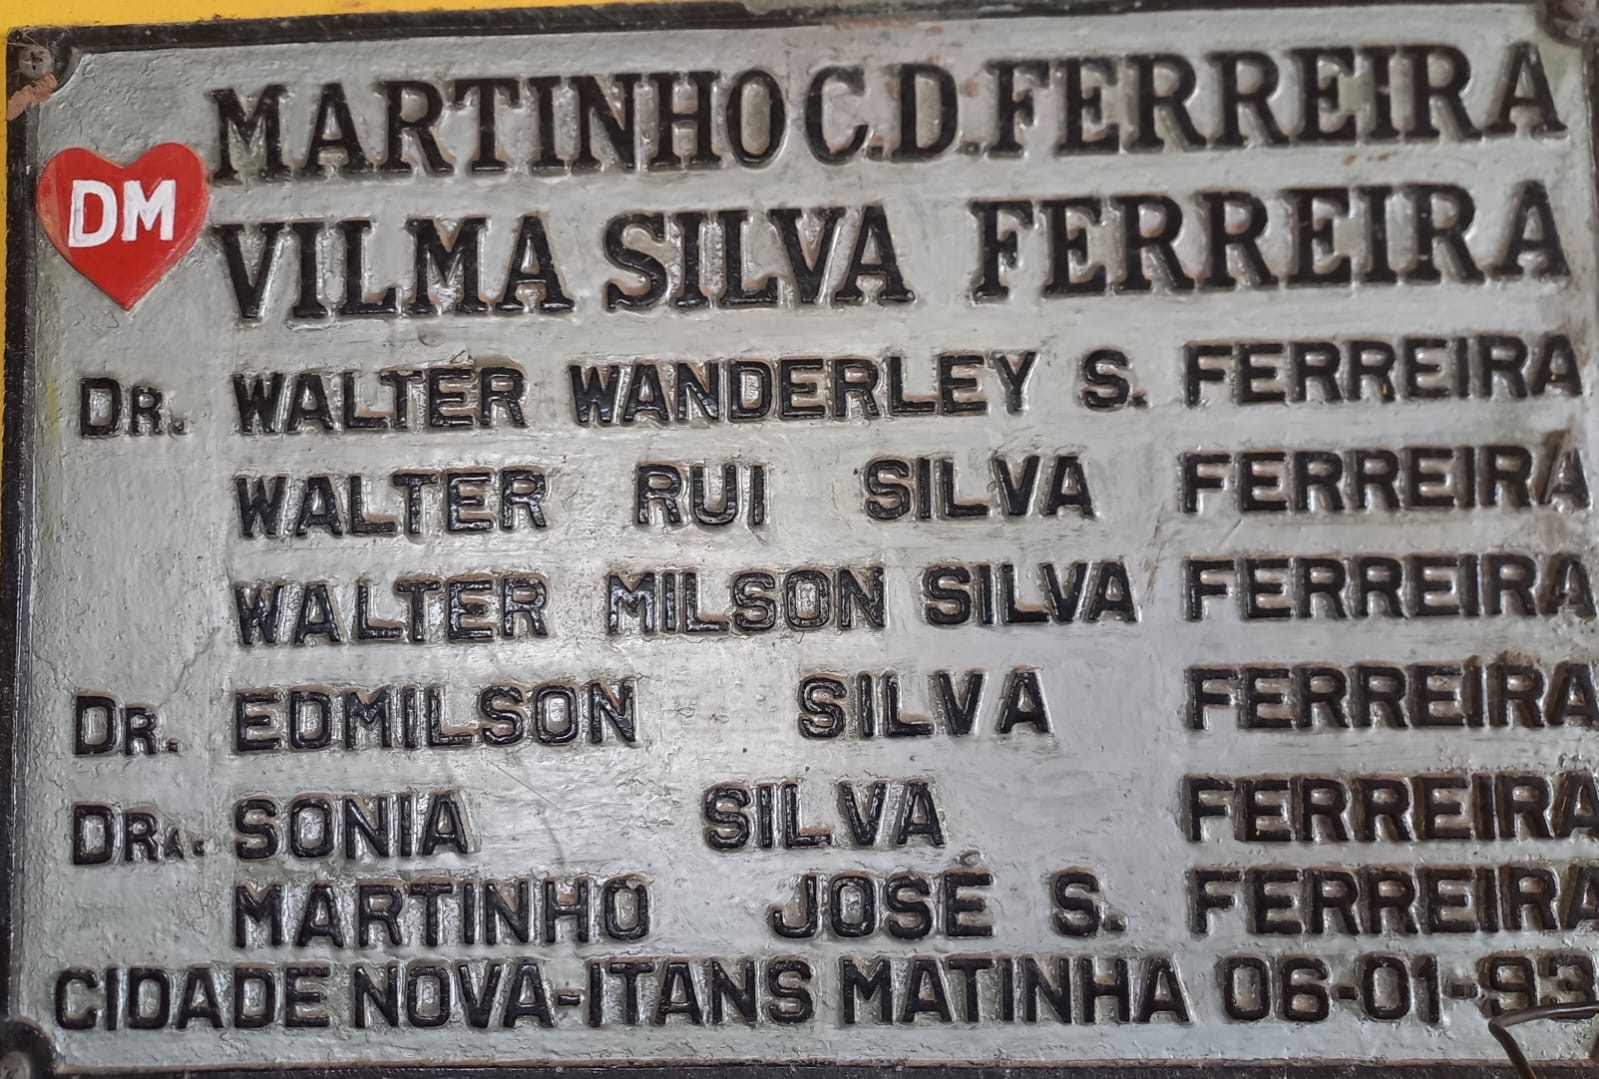 MARTINHO C.D. FERREIRA
DM
VILMA SILVA FERREIRA
DR. WALTER WANDERLEY S. FERREIRA
WALTER RUI SILVA FERREIRA
WALTER MILSON SILVA FERREIRA
DR. EDMILSON SILVA FERREIRA
DRA. SONIA SILVA FERREIRA
MARTINHO JOSÉ S. FERREIRA
CIDADE NOVA-ITANS MATINHA 06-01-93